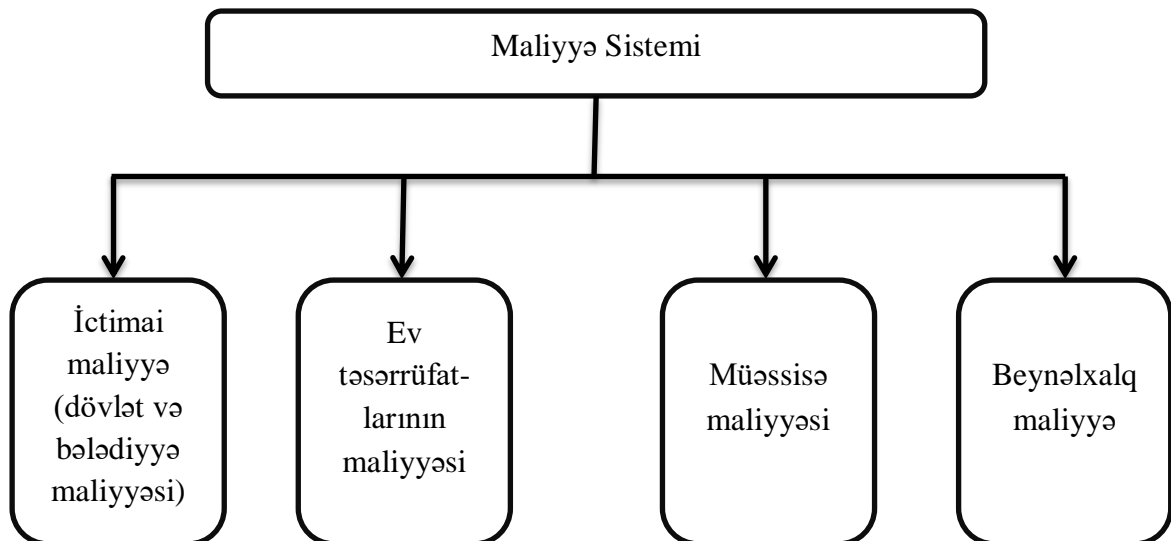 Maliyyə Sistemi
İctimai
maliyyə
(dövlət və
bələdiyyə
maliyyəsi)
Ev
təsərrüfat-
larının
maliyyəsi
Müəssisə
maliyyəsi
Beynəlxalq
maliyyə